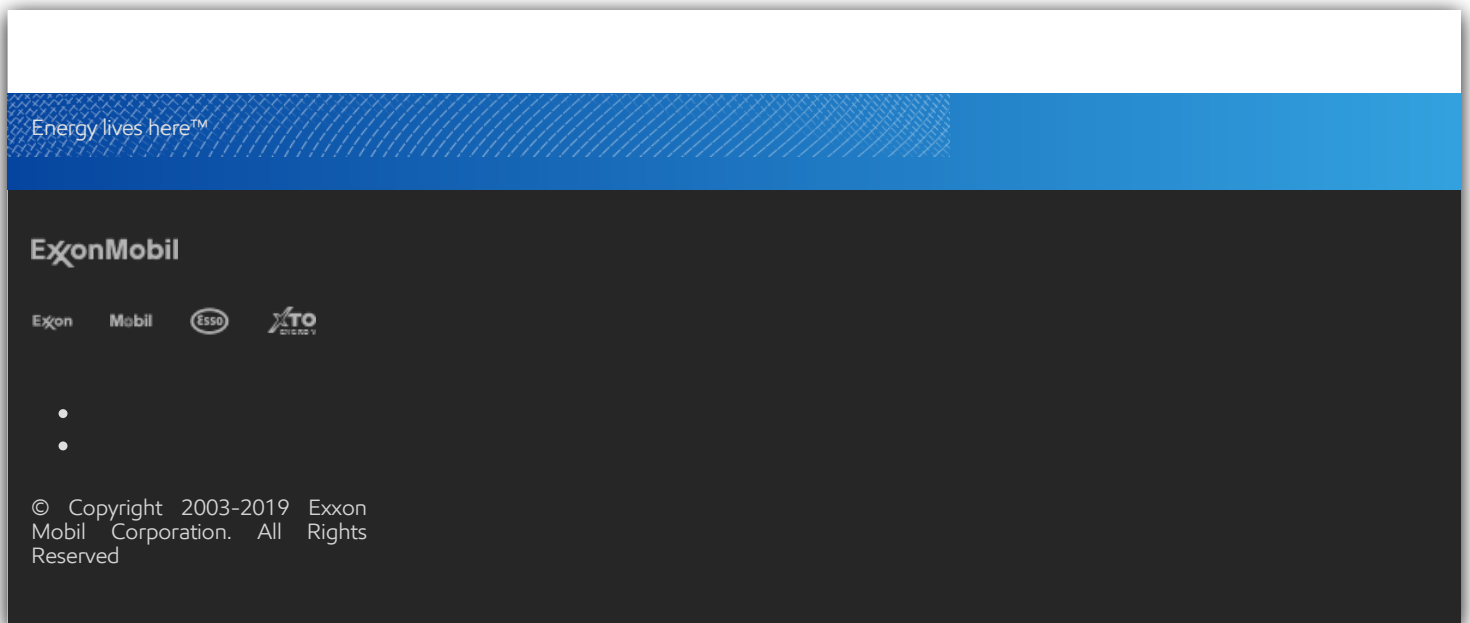 Energy lives here™
ExxonMobil
Exxon Mobil Esso XTO
ENERGY
© Copyright 2003-2019 Exxon
Mobil Corporation. All Rights
Reserved